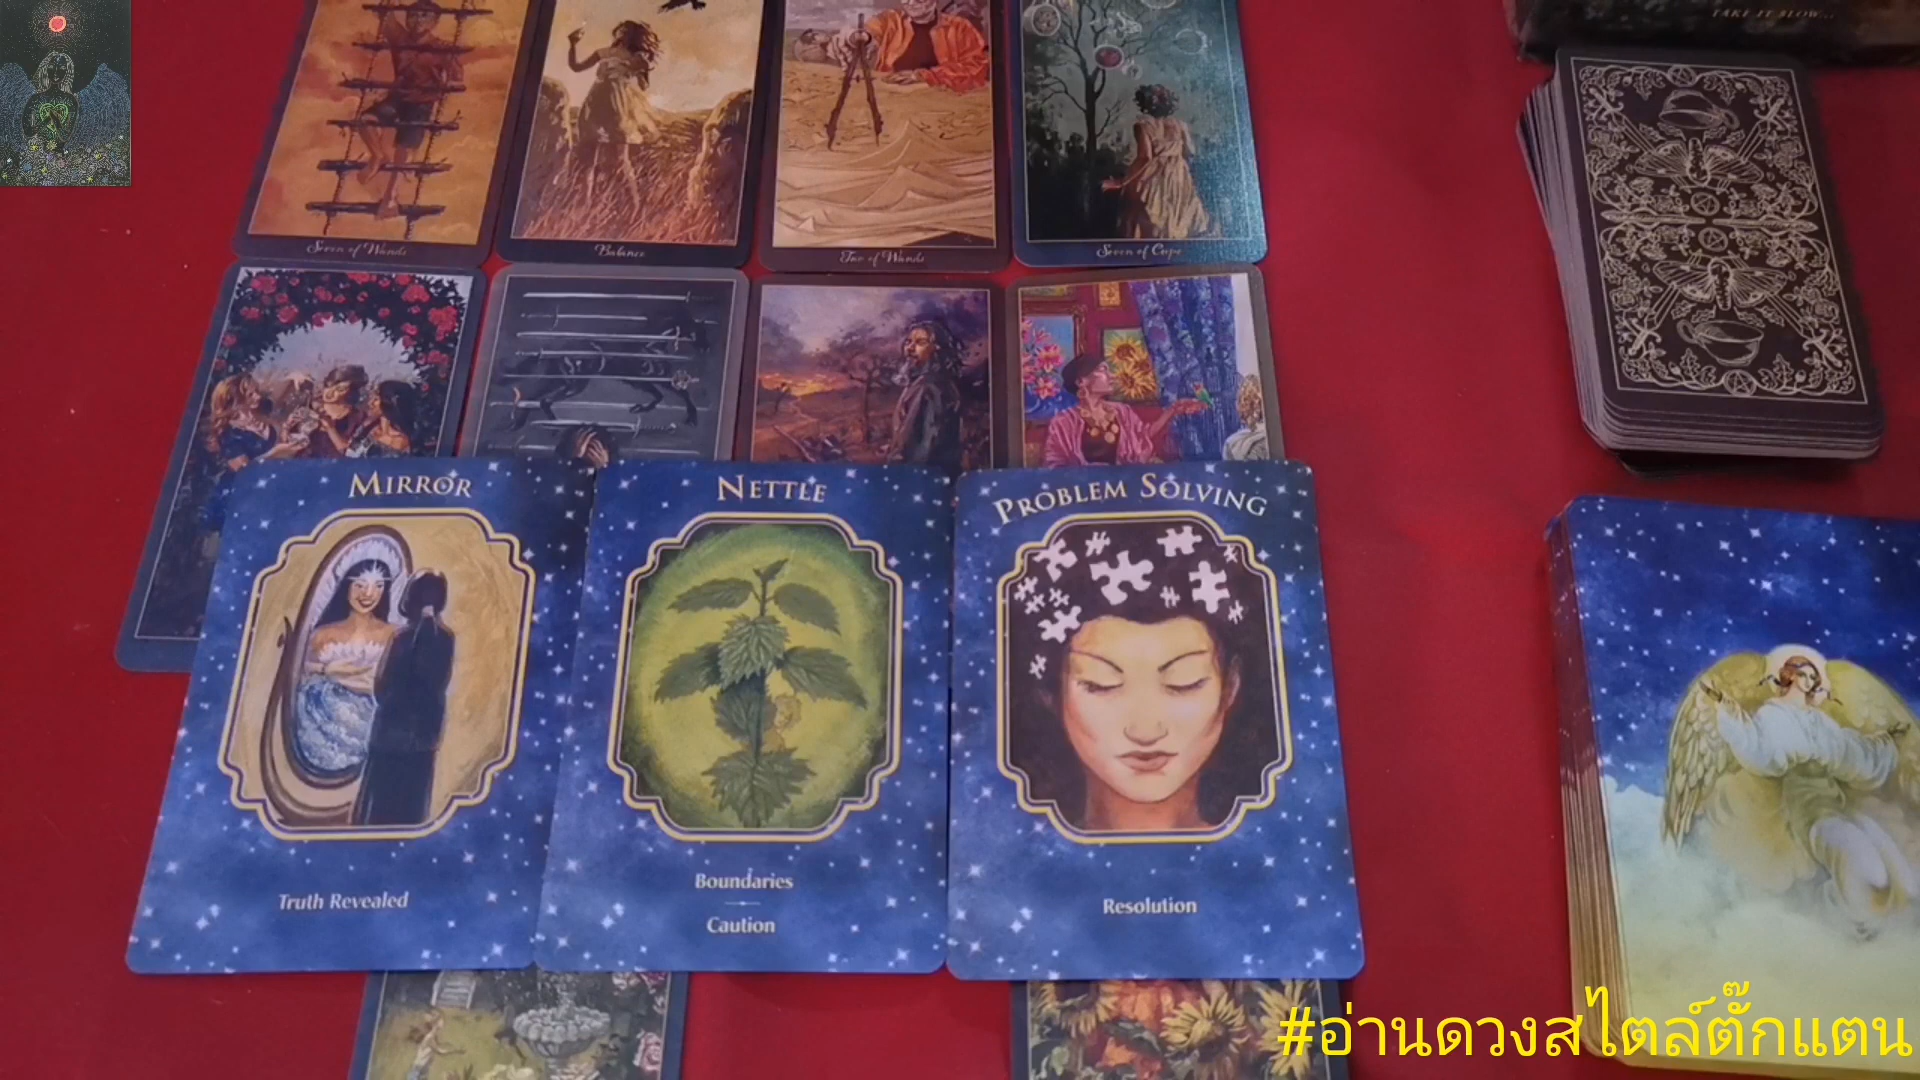 Seven of Wands
Balance
Two of Wands
Seven of Cups
MIRROR
NETTLE
PROBLEM SOLVING
Truth Revealed
Boundaries
Caution
Resolution
#อ่านดวงสไตล์ตั๊กแตน